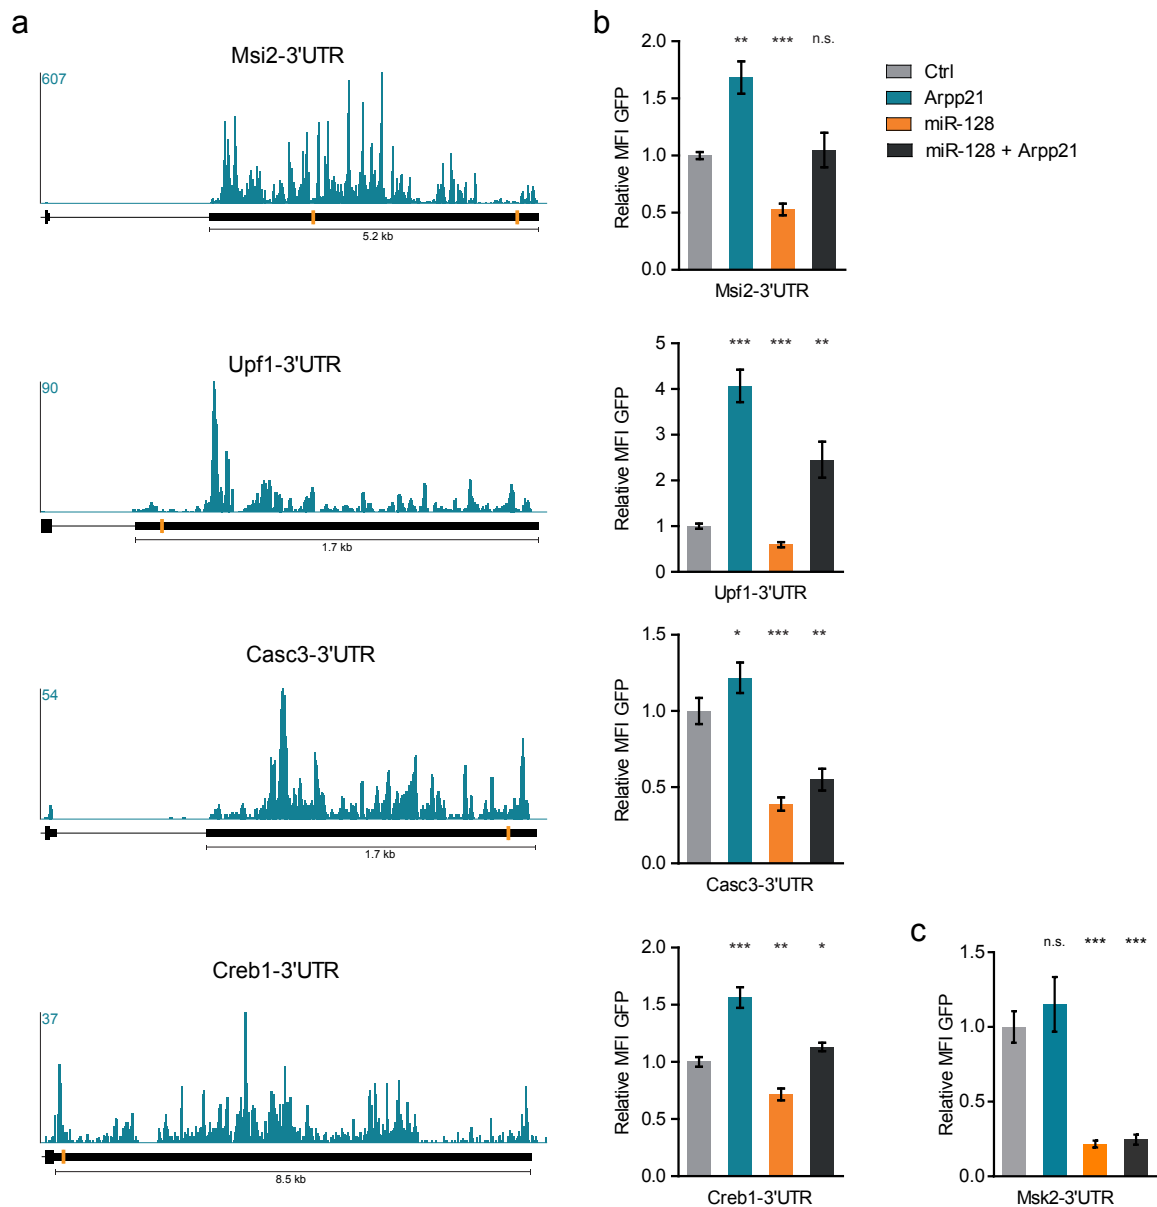 a
Msi2-3'UTR
607
5.2 kb
Upf1-3'UTR
90
1.7 kb
Casc3-3'UTR
54
1.7 kb
Creb1-3'UTR
37
8.5 kb
b
Relative MFI GFP
2.0
1.5
1.0
0.5
0.0
** *** n.s.
Msi2-3'UTR
Ctrl
Arpp21
miR-128
miR-128 + Arpp21
Relative MFI GFP
5
4
3
2
1
0
*** *** **
Upf1-3'UTR
Relative MFI GFP
1.5
1.0
0.5
0.0
* *** **
Casc3-3'UTR
Relative MFI GFP
2.0
1.5
1.0
0.5
0.0
*** ** *
Creb1-3'UTR
c
Relative MFI GFP
1.5
1.0
0.5
0.0
n.s. *** ***
Msk2-3'UTR